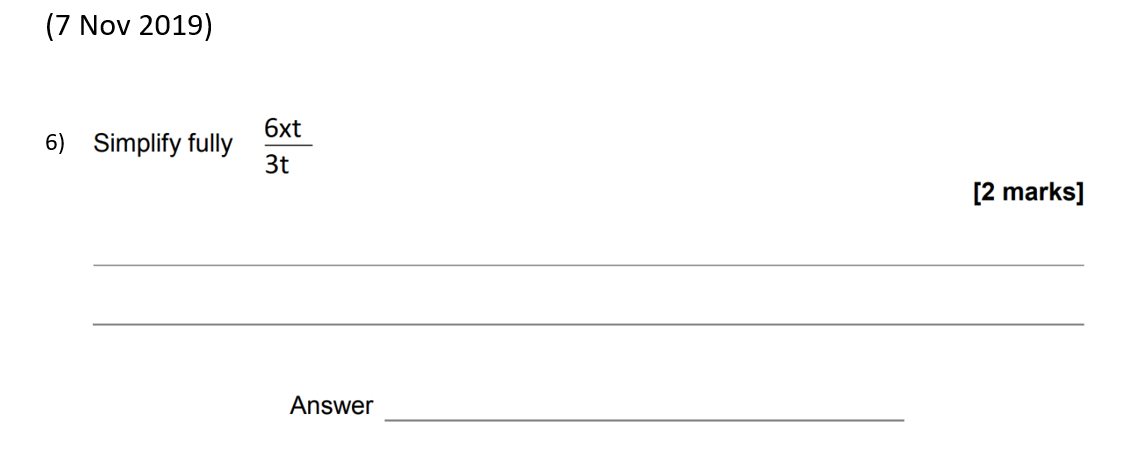 (7 Nov 2019)
6) Simplify fully 6xt
3t
[2 marks]
Answer